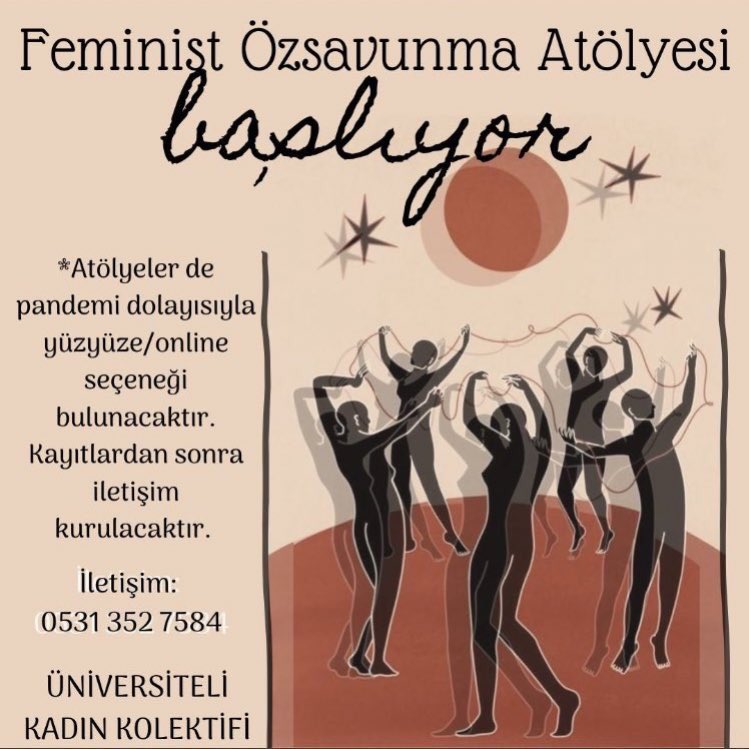 Feminist Özsavunma Atölyesi
başlıyor
*Atölyeler de
pandemi dolayısıyla
yüzyüze/online
seçeneği
bulunacaktır.
Kayıtlardan sonra
iletişim
kurulacaktır.
İletişim:
0531 352 7584
ÜNİVERSİTELİ
KADIN KOLEKTİFİ